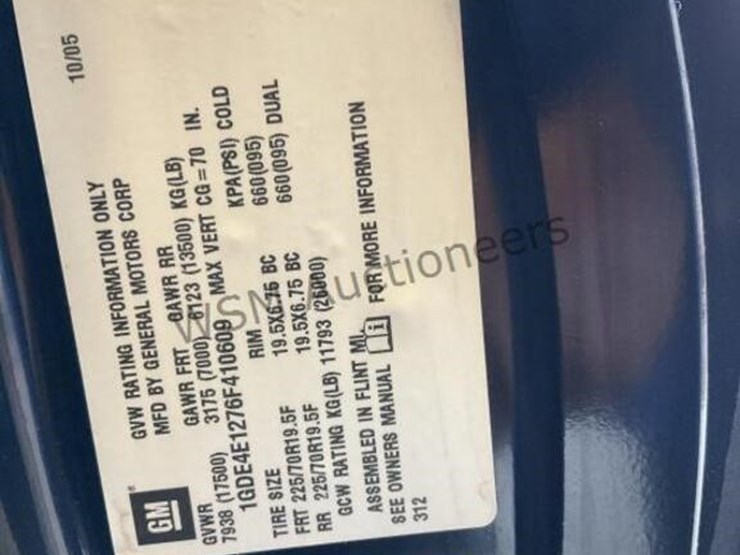 10/05
GVW RATING INFORMATION ONLY
MFD BY GENERAL MOTORS CORP
GM
GVWR GAWR FRT GAWR RR
7938 (17500) 3175 (7000) 6123 (13500) KG(LB)
1GDE4E1276F410609 MAX VERT CG=70 IN.
TIRE SIZE RIM KPA(PSI) COLD
FRT 225/70R19.5F 19.5X6.75 BC 660(095)
RR 225/70R19.5F 19.5X6.75 BC 660(095) DUAL
GCW RATING KG(LB) 11793 (26000)
ASSEMBLED IN FLINT MI.
SEE OWNERS MANUAL i FOR MORE INFORMATION
312
WSM Auctioneers